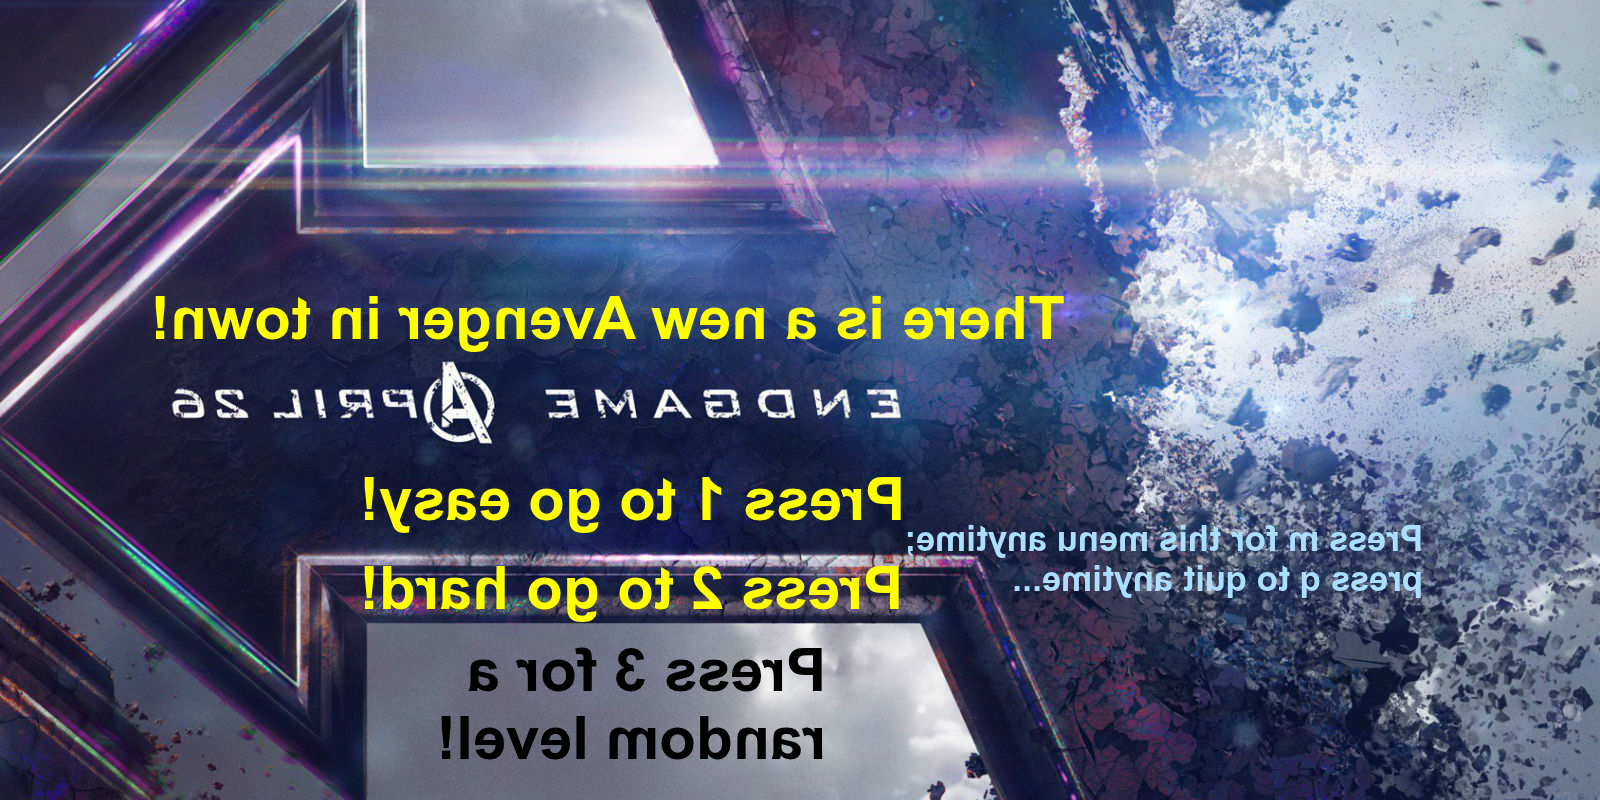 There is a new Avenger in town!
ENDGAME APRIL 26
Press 1 to go easy!
Press 2 to go hard!
Press m for this menu anytime;
press q to quit anytime...
Press 3 for a
random level!